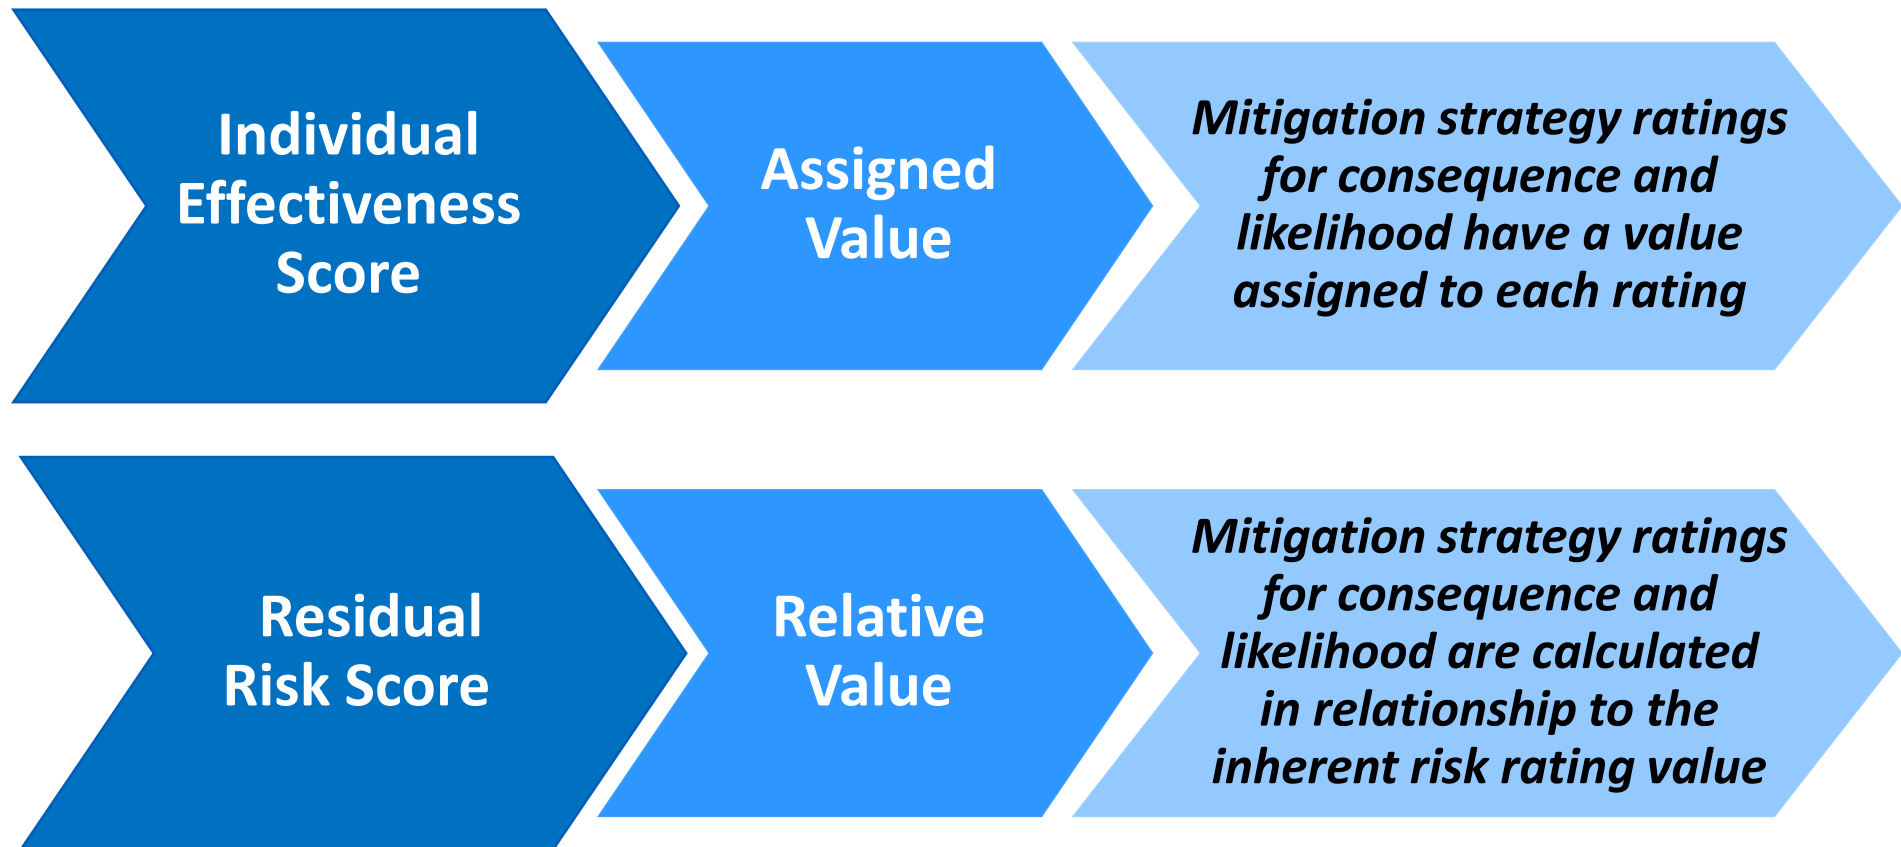 Individual
Effectiveness
Score
Assigned
Value
Mitigation strategy ratings
for consequence and
likelihood have a value
assigned to each rating
Residual
Risk Score
Relative
Value
Mitigation strategy ratings
for consequence and
likelihood are calculated
in relationship to the
inherent risk rating value